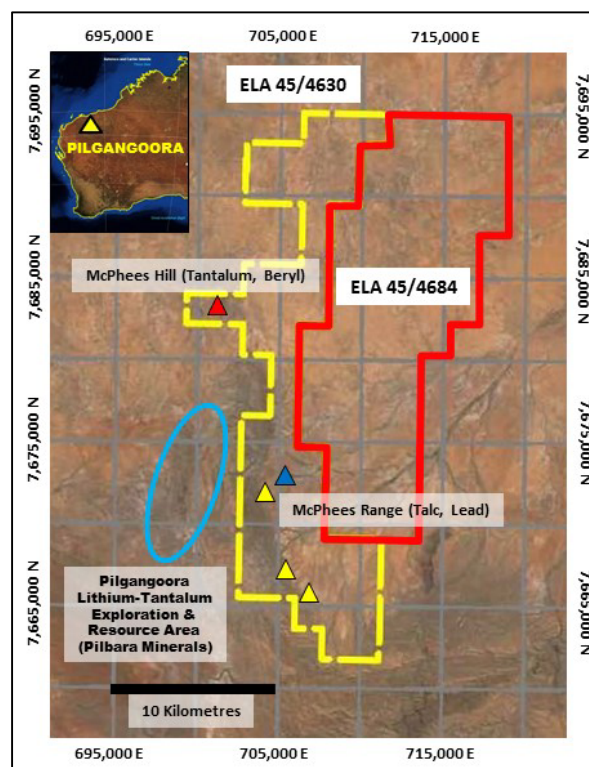 695,000 E
705,000 E
715,000 E
PILGANGOORA
ELA 45/4630
7,695,000 N
7,695,000 N
McPhees Hill (Tantalum, Beryl)
ELA 45/4684
7,685,000 N
7,685,000 N
7,675,000 N
7,675,000 N
McPhees Range (Talc, Lead)
Pilgangoora
Lithium-Tantalum
Exploration &
Resource Area
(Pilbara Minerals)
7,665,000 N
7,665,000 N
10 Kilometres
695,000 E
705,000 E
715,000 E